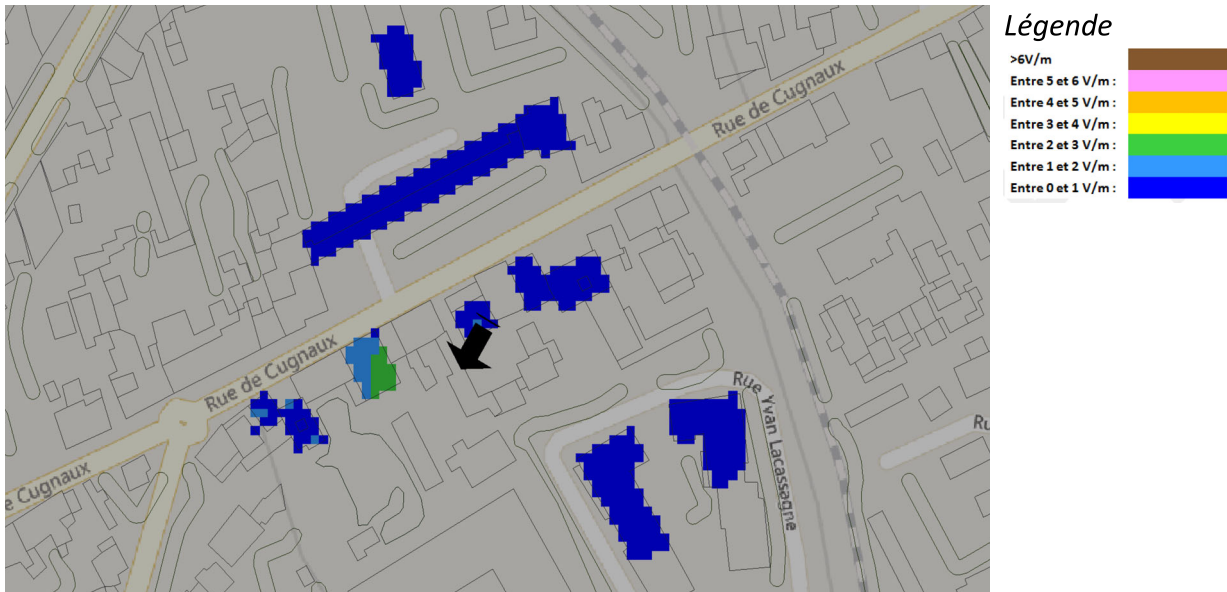 Légende
>6V/m
Entre 5 et 6 V/m :
Entre 4 et 5 V/m :
Entre 3 et 4 V/m :
Entre 2 et 3 V/m :
Entre 1 et 2 V/m :
Entre 0 et 1 V/m :
Rue de Cugnaux
Rue de Cugnaux
e Cugnaux
Rue Yvan Lacassagne
Ru